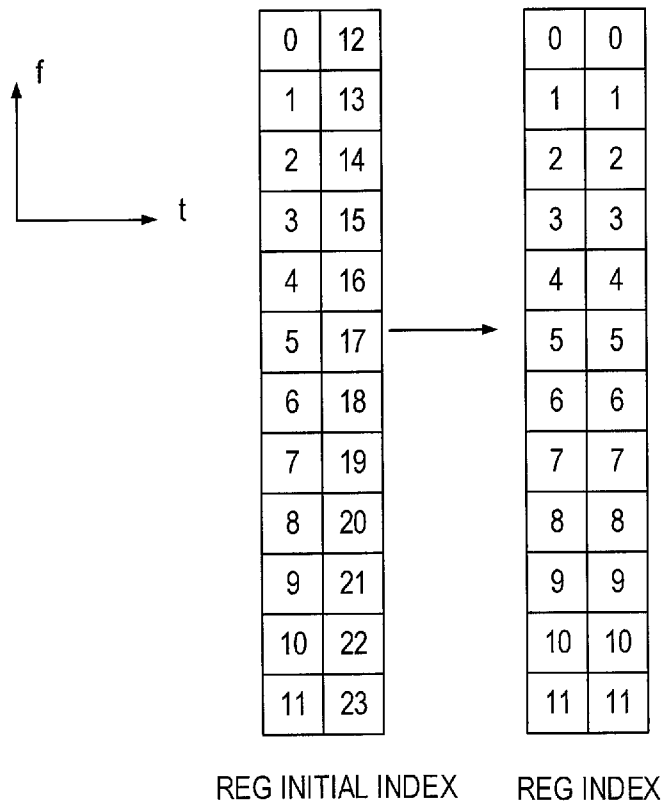 f
t
0 12 0 0
1 13 1 1
2 14 2 2
3 15 3 3
4 16 4 4
5 17 5 5
6 18 6 6
7 19 7 7
8 20 8 8
9 21 9 9
10 22 10 10
11 23 11 11
REG INITIAL INDEX REG INDEX